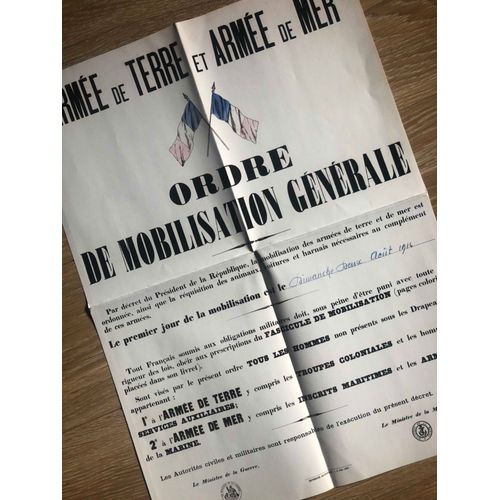 ARMÉE DE TERRE ET ARMÉE DE MER
ORDRE
DE MOBILISATION GÉNÉRALE
Par décret du Président de la République, la mobilisation des armées de terre et de mer est
ordonnée, ainsi que la réquisition des animaux, voitures et harnais nécessaires au complément
de ces armées.
Le premier jour de la mobilisation est le Dimanche Deux Août 1914
Tout Français soumis aux obligations militaires doit, sous peine d'être puni avec toute
rigueur des lois, obéir aux prescriptions du FASCICULE DE MOBILISATION (pages colori
placées dans son livret).
Sont visés par le présent ordre TOUS LES HOMMES non présents sous les Drapea
appartenant :
1° à l'ARMÉE DE TERRE y compris les TROUPES COLONIALES et les hom
SERVICES AUXILIAIRES;
2° à l'ARMÉE DE MER y compris les INSCRITS MARITIMES et les AR
de la MARINE.
Les Autorités civiles et militaires sont responsables de l'exécution du présent décret.
Le Ministre de la Guerre, Le Ministre de la M